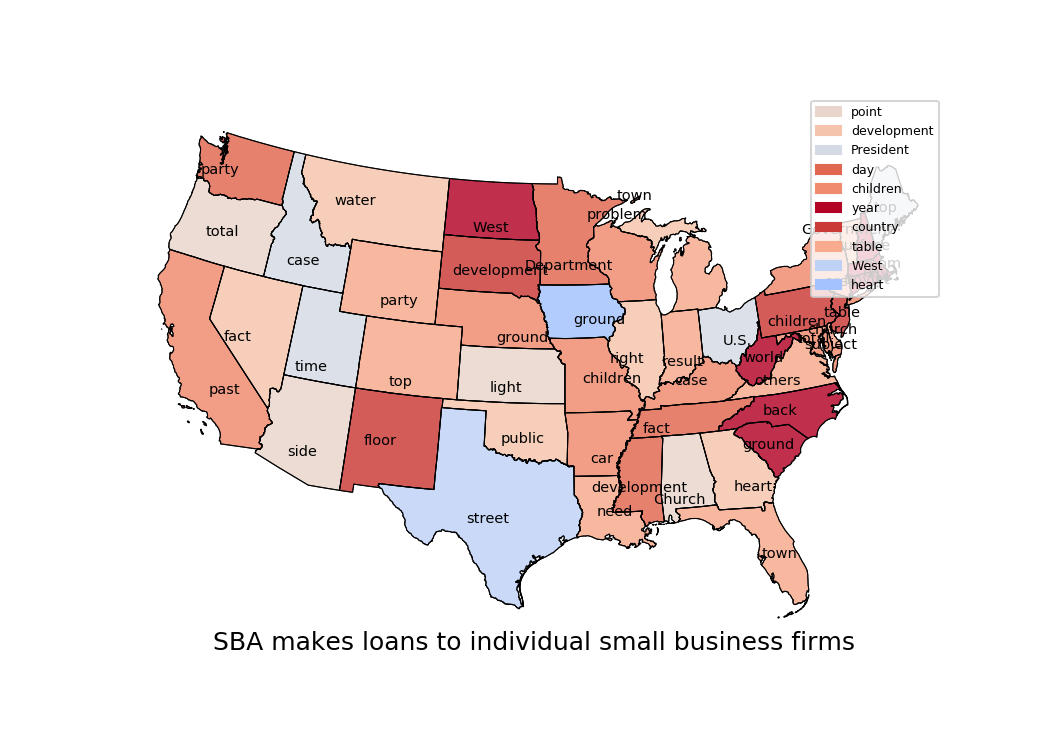 point
development
President
day
children
year
country
table
West
heart
party
total
water
case
fact
past
time
side
party
top
floor
West
development
ground
light
public
street
town
problem
Department
ground
children
car
development
need
right
result
case
fact
Church
U.S.
world
others
back
ground
heart
town
children
table
church
subject
top
SBA makes loans to individual small business firms